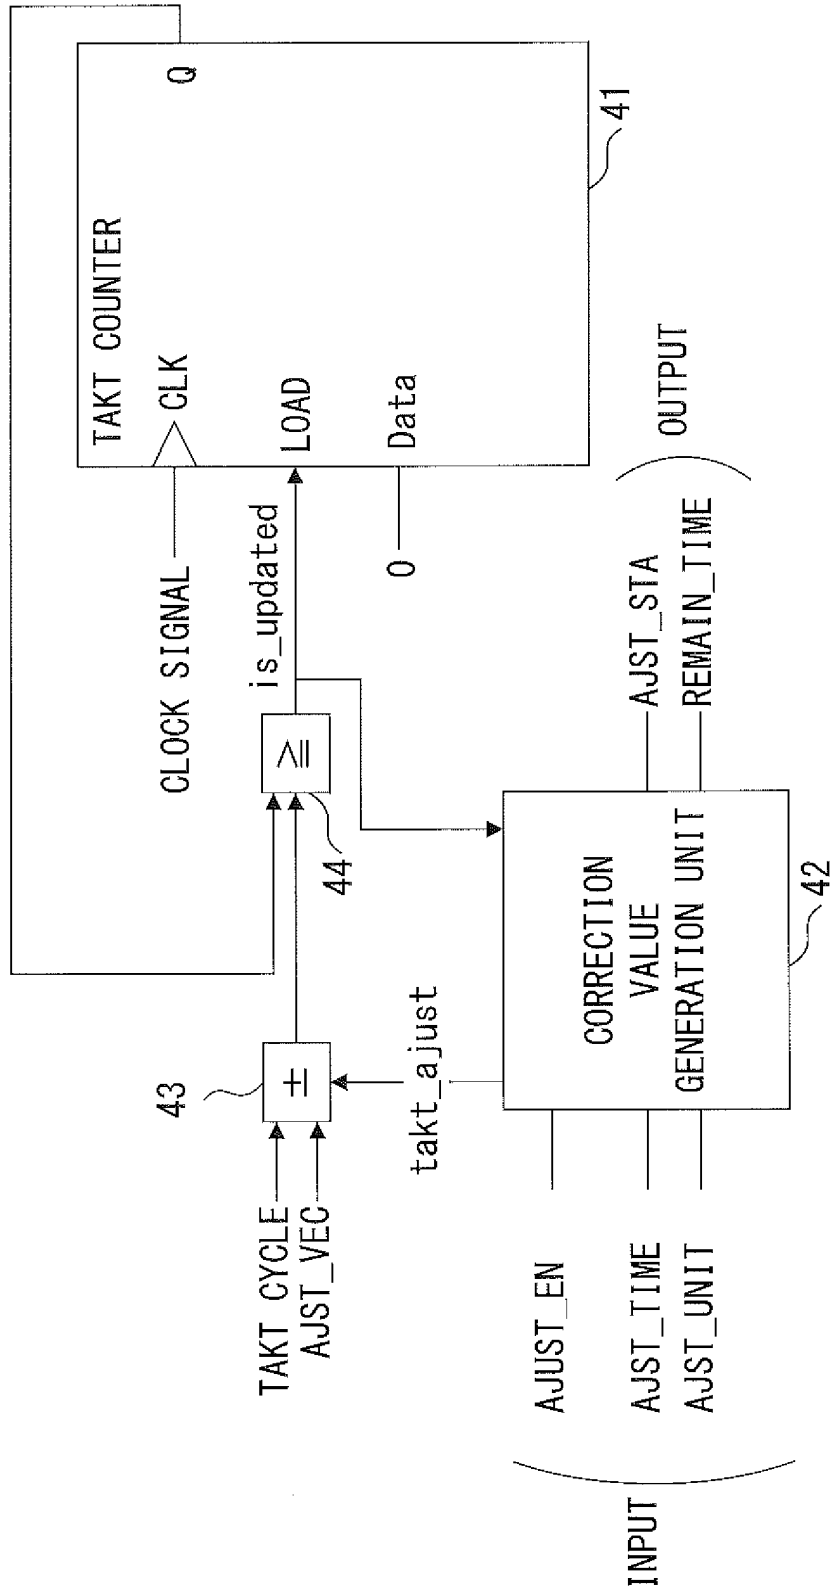 TAKT COUNTER
Q
CLOCK SIGNAL
CLK
43
TAKT CYCLE
AJST_VEC
±
≧
is_updated
LOAD
44
0
Data
takt_ajust
41
INPUT
AJUST_EN
AJST_TIME
AJST_UNIT
CORRECTION
VALUE
GENERATION UNIT
AJST_STA
REMAIN_TIME
OUTPUT
42